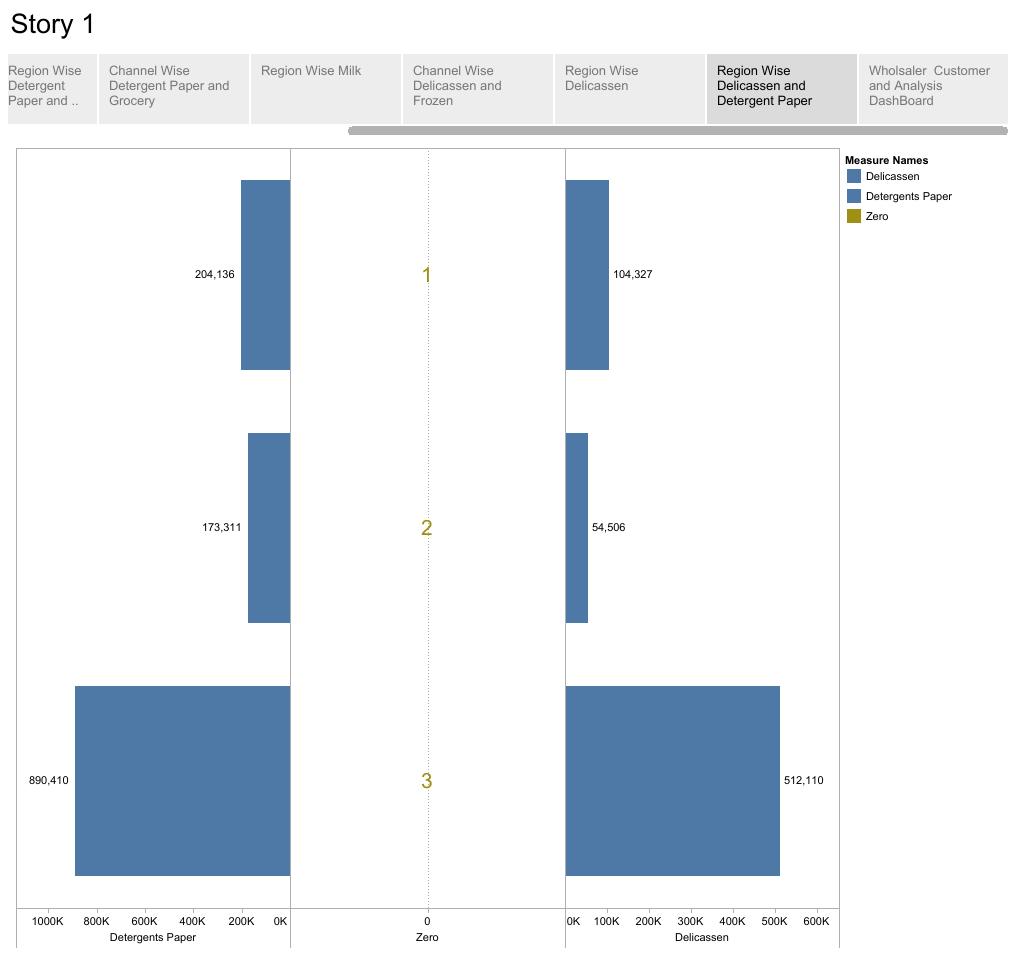 Story 1
Region Wise
Detergent
Paper and ..
Channel Wise
Detergent Paper and
Grocery
Region Wise Milk
Channel Wise
Delicassen and
Frozen
Region Wise
Delicassen
Region Wise
Delicassen and
Detergent Paper
Wholsaler  Customer
and Analysis
DashBoard
Measure Names
Delicassen
Detergents Paper
Zero
204,136
1
104,327
173,311
2
54,506
890,410
3
512,110
1000K 800K 600K 400K 200K 0K
Detergents Paper
0
Zero
0K 100K 200K 300K 400K 500K 600K
Delicassen